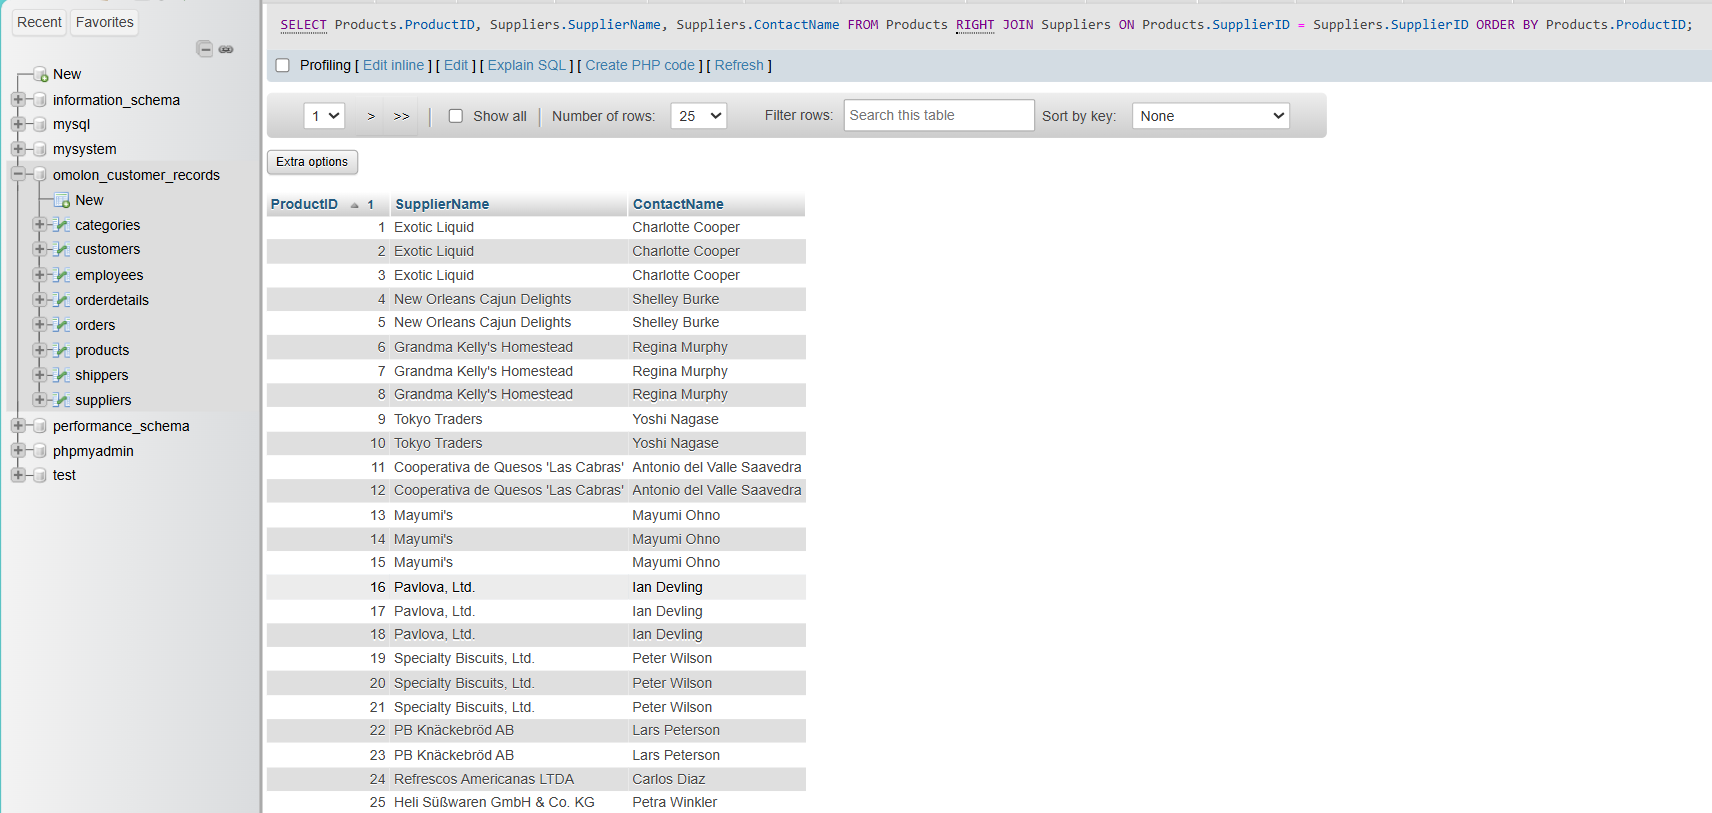 Recent Favorites
New
information_schema
mysql
mysystem
omolon_customer_records
New
categories
customers
employees
orderdetails
orders
products
shippers
suppliers
performance_schema
phpmyadmin
test
SELECT Products.ProductID, Suppliers.SupplierName, Suppliers.ContactName FROM Products RIGHT JOIN Suppliers ON Products.SupplierID = Suppliers.SupplierID ORDER BY Products.ProductID;
Profiling [ Edit inline ] [ Edit ] [ Explain SQL ] [ Create PHP code ] [ Refresh ]
1 > >> Show all Number of rows: 25 Filter rows: Search this table Sort by key: None
Extra options
ProductID 1 SupplierName ContactName
1 Exotic Liquid Charlotte Cooper
2 Exotic Liquid Charlotte Cooper
3 Exotic Liquid Charlotte Cooper
4 New Orleans Cajun Delights Shelley Burke
5 New Orleans Cajun Delights Shelley Burke
6 Grandma Kelly's Homestead Regina Murphy
7 Grandma Kelly's Homestead Regina Murphy
8 Grandma Kelly's Homestead Regina Murphy
9 Tokyo Traders Yoshi Nagase
10 Tokyo Traders Yoshi Nagase
11 Cooperativa de Quesos 'Las Cabras' Antonio del Valle Saavedra
12 Cooperativa de Quesos 'Las Cabras' Antonio del Valle Saavedra
13 Mayumi's Mayumi Ohno
14 Mayumi's Mayumi Ohno
15 Mayumi's Mayumi Ohno
16 Pavlova, Ltd. Ian Devling
17 Pavlova, Ltd. Ian Devling
18 Pavlova, Ltd. Ian Devling
19 Specialty Biscuits, Ltd. Peter Wilson
20 Specialty Biscuits, Ltd. Peter Wilson
21 Specialty Biscuits, Ltd. Peter Wilson
22 PB Knäckebröd AB Lars Peterson
23 PB Knäckebröd AB Lars Peterson
24 Refrescos Americanas LTDA Carlos Diaz
25 Heli Süßwaren GmbH & Co. KG Petra Winkler